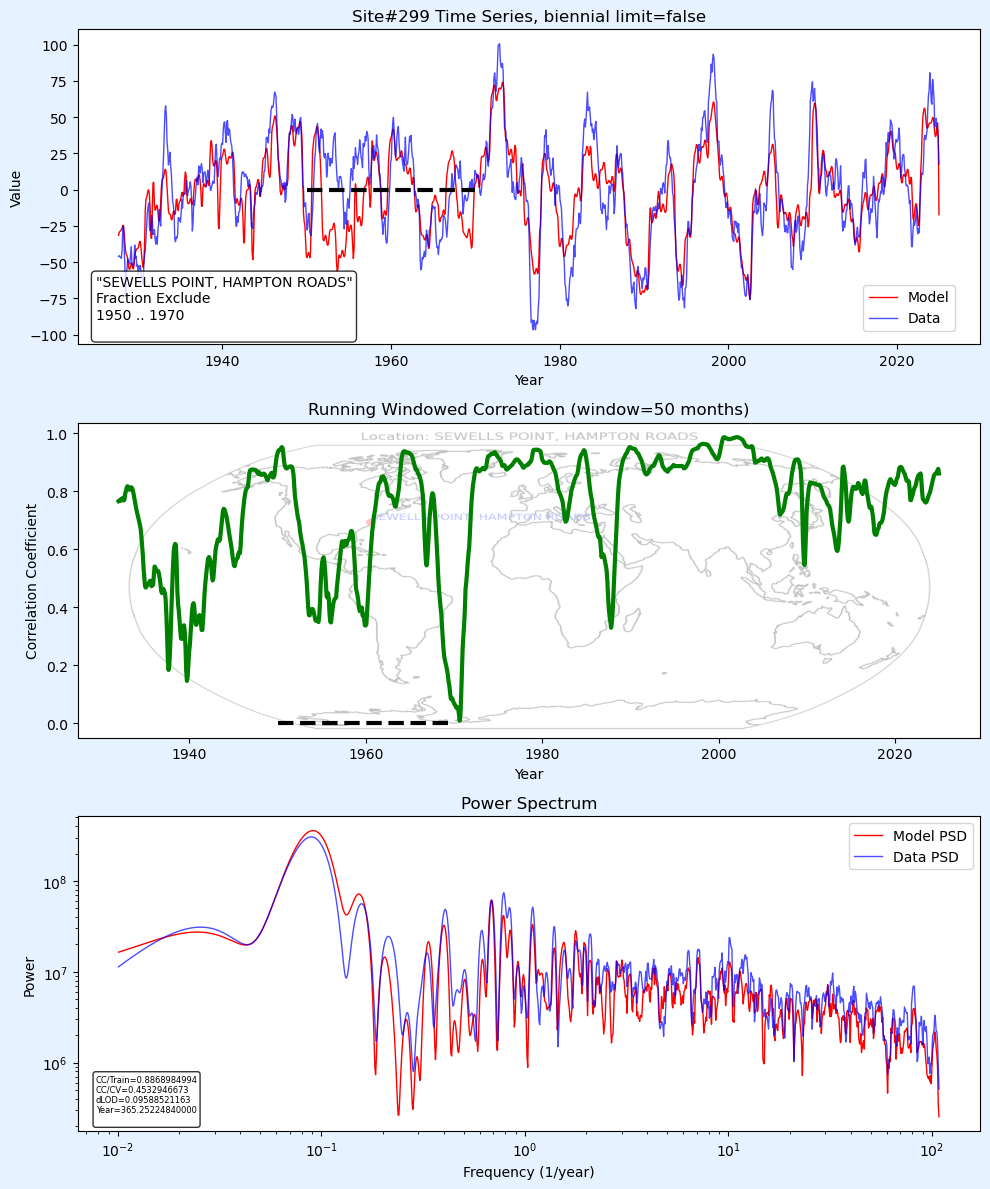 Site#299 Time Series, biennial limit=false
100
75
50
25
0
−25
−50
−75
−100
Value
"SEWELLS POINT, HAMPTON ROADS"
Fraction Exclude
1950 .. 1970
Model
Data
1940
1960
1980
2000
2020
Year
Running Windowed Correlation (window=50 months)
Location: SEWELLS POINT, HAMPTON ROADS
SEWELLS POINT, HAMPTON ROADS
1.0
0.8
0.6
0.4
0.2
0.0
Correlation Coefficient
1940
1960
1980
2000
2020
Year
Power Spectrum
Model PSD
Data PSD
10⁸
10⁷
10⁶
Power
CC/Train=0.8868984994
CC/CV=0.4532946673
dLOD=0.09588521163
Year=365.25224840000
10⁻²
10⁻¹
10⁰
10¹
10²
Frequency (1/year)